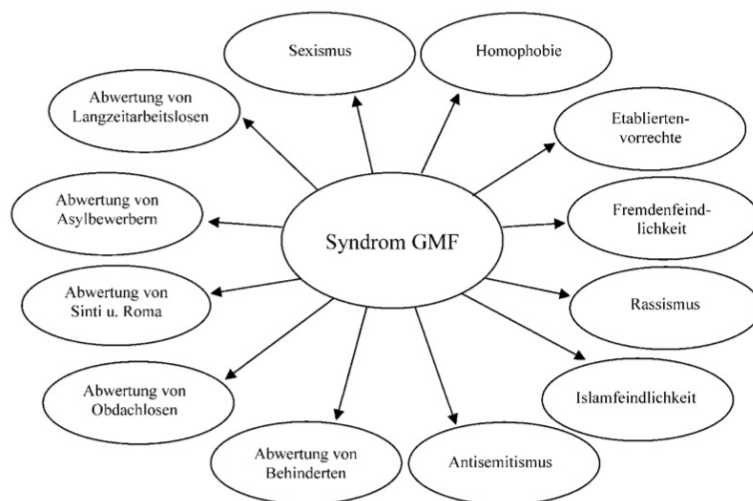 Sexismus
Homophobie
Abwertung von
Langzeitarbeitslosen
Etablierten-
vorrechte
Abwertung von
Asylbewerbern
Fremdenfeind-
lichkeit
Syndrom GMF
Abwertung von
Sinti u. Roma
Rassismus
Abwertung von
Obdachlosen
Islamfeindlichkeit
Abwertung von
Behinderten
Antisemitismus